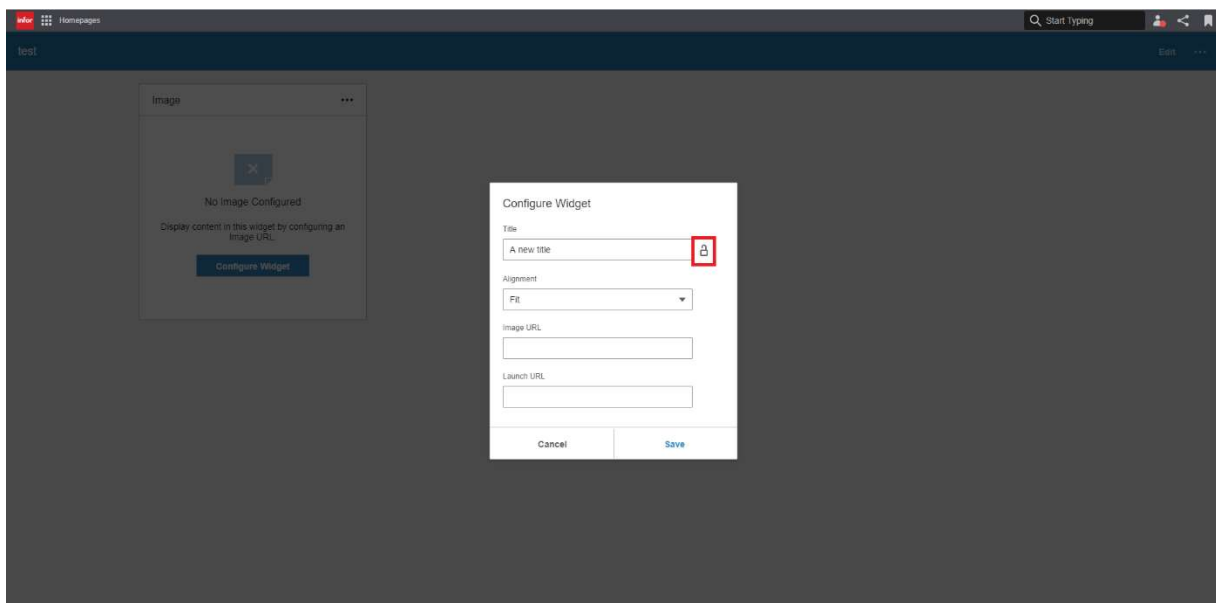 infor
Homepages
Start Typing
test
Edit
Image
No Image Configured
Display content in this widget by configuring an
Image URL.
Configure Widget
Configure Widget
Title
A new title
Alignment
Fit
Image URL
Launch URL
Cancel
Save